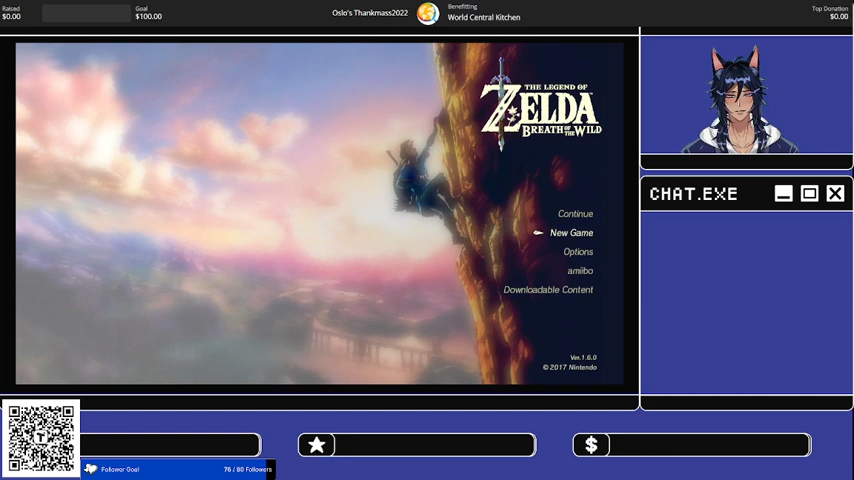 Raised
$0.00
Goal
$100.00
Oslo's Thankmass2022
Benefitting
World Central Kitchen
Top Donation
$0.00
THE LEGEND OF
ZELDA
BREATH OF THE WILD
Continue
New Game
Options
amiibo
Downloadable Content
Ver.1.6.0
© 2017 Nintendo
CHAT.EXE
$
Follower Goal
76 / 80 Followers